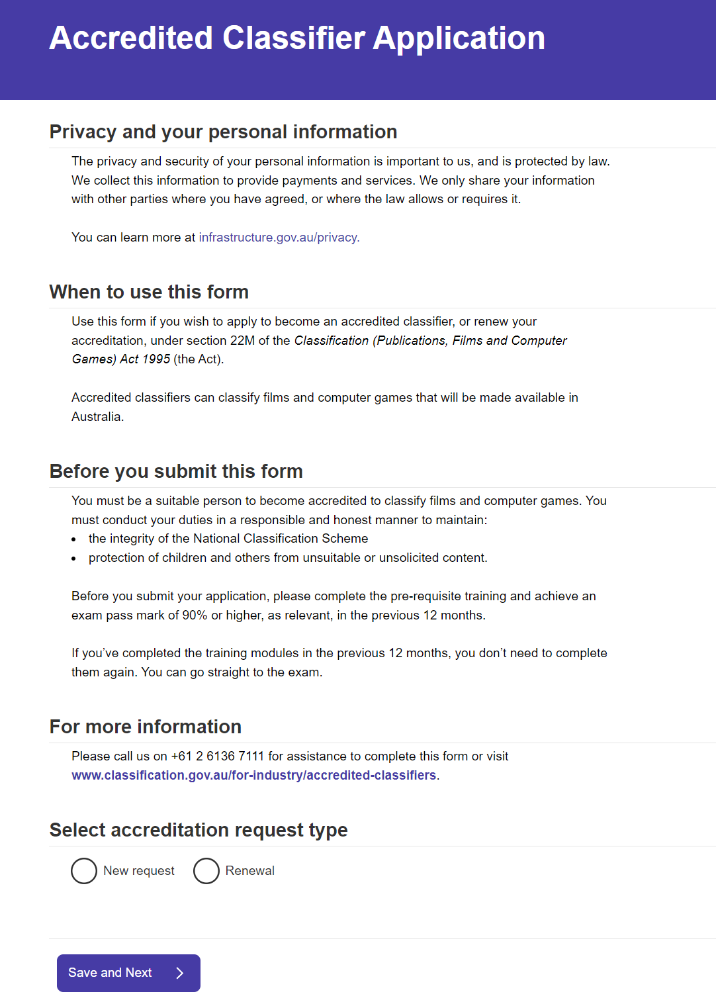 Accredited Classifier Application
Privacy and your personal information
The privacy and security of your personal information is important to us, and is protected by law.
We collect this information to provide payments and services. We only share your information
with other parties where you have agreed, or where the law allows or requires it.
You can learn more at infrastructure.gov.au/privacy.
When to use this form
Use this form if you wish to apply to become an accredited classifier, or renew your
accreditation, under section 22M of the Classification (Publications, Films and Computer
Games) Act 1995 (the Act).
Accredited classifiers can classify films and computer games that will be made available in
Australia.
Before you submit this form
You must be a suitable person to become accredited to classify films and computer games. You
must conduct your duties in a responsible and honest manner to maintain:
• the integrity of the National Classification Scheme
• protection of children and others from unsuitable or unsolicited content.
Before you submit your application, please complete the pre-requisite training and achieve an
exam pass mark of 90% or higher, as relevant, in the previous 12 months.
If you’ve completed the training modules in the previous 12 months, you don’t need to complete
them again. You can go straight to the exam.
For more information
Please call us on +61 2 6136 7111 for assistance to complete this form or visit
www.classification.gov.au/for-industry/accredited-classifiers.
Select accreditation request type
New request Renewal
Save and Next